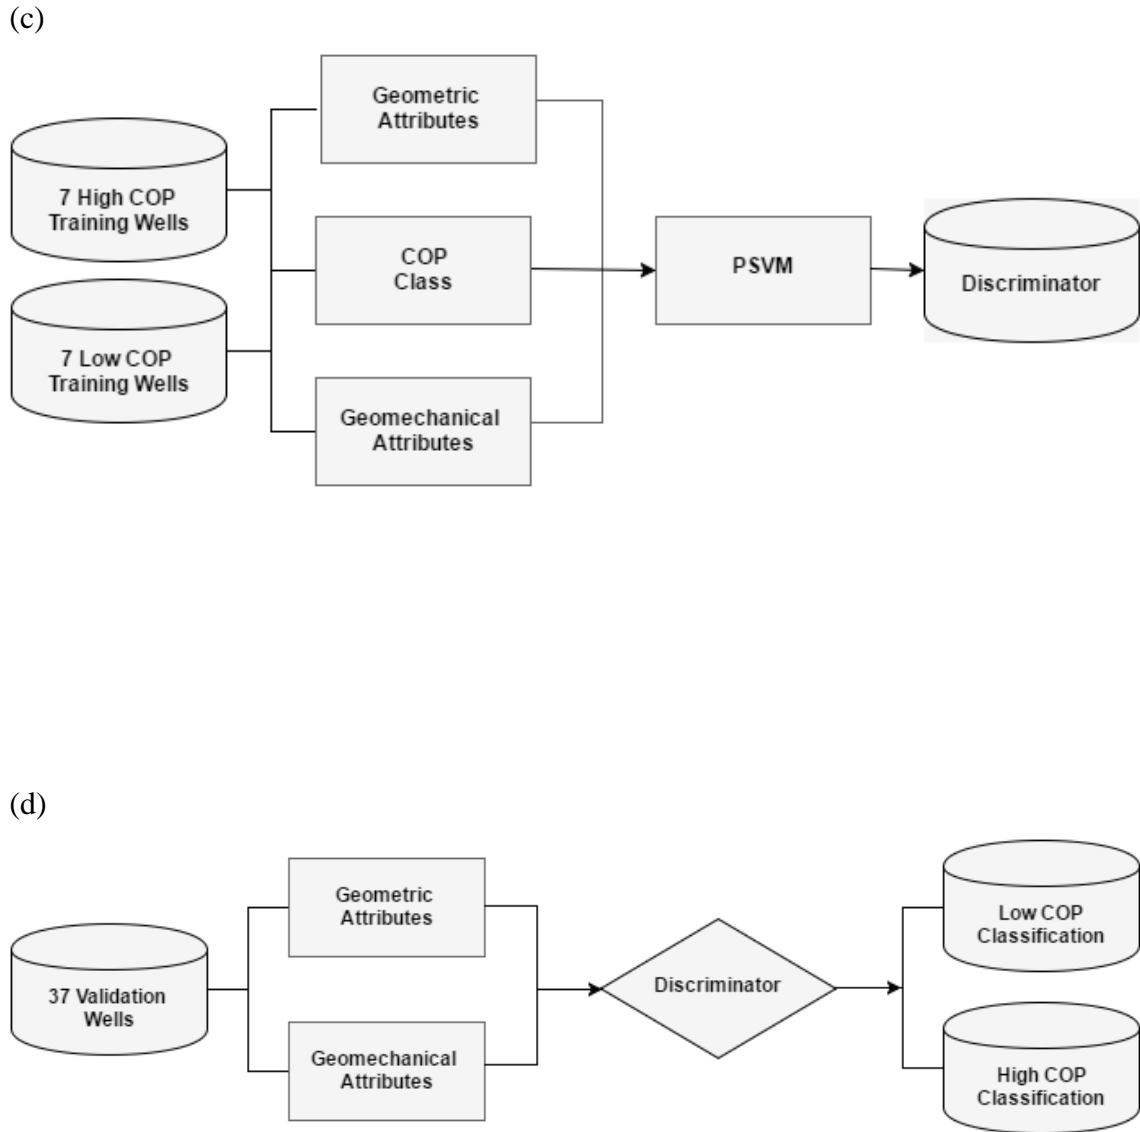 (c)
Geometric
Attributes
7 High COP
Training Wells
COP
Class
PSVM
Discriminator
7 Low COP
Training Wells
Geomechanical
Attributes
(d)
Geometric
Attributes
Low COP
Classification
37 Validation
Wells
Discriminator
Geomechanical
Attributes
High COP
Classification